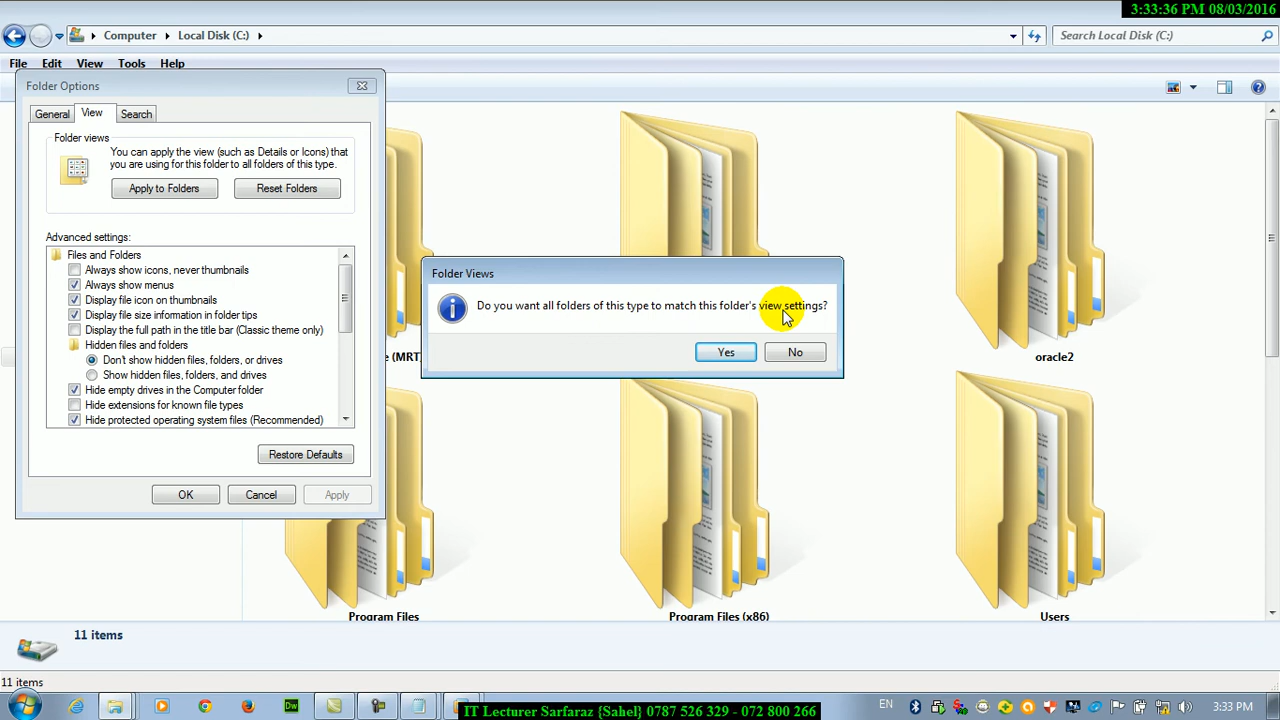 3:33:36 PM 08/03/2016
Computer Local Disk (C:)
Search Local Disk (C:)
File Edit View Tools Help
Folder Options
General View Search
Folder views
You can apply the view (such as Details or Icons) that
you are using for this folder to all folders of this type.
Apply to Folders Reset Folders
Advanced settings:
Files and Folders
Always show icons, never thumbnails
Always show menus
Display file icon on thumbnails
Display file size information in folder tips
Display the full path in the title bar (Classic theme only)
Hidden files and folders
Don't show hidden files, folders, or drives
Show hidden files, folders, and drives
Hide empty drives in the Computer folder
Hide extensions for known file types
Hide protected operating system files (Recommended)
Restore Defaults
OK Cancel Apply
Folder Views
Do you want all folders of this type to match this folder's view settings?
Yes No
(MRT)
oracle2
Program Files
Program Files (x86)
Users
11 items
11 items
Dw
EN
3:33 PM
IT Lecturer Sarfaraz {Sahel} 0787 526 329 - 072 800 266